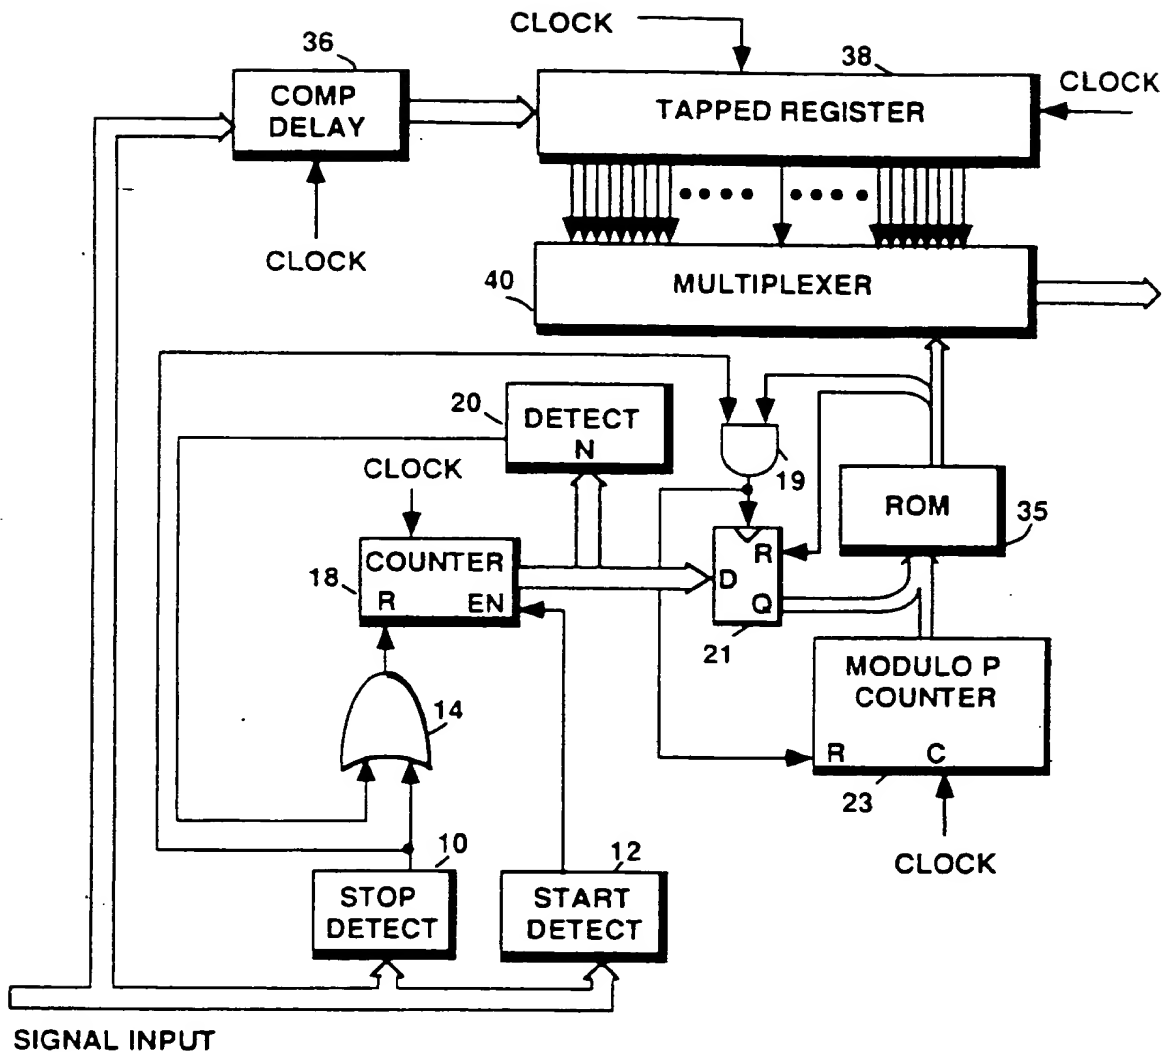 CLOCK
36
38
COMP
DELAY
TAPPED REGISTER
CLOCK
CLOCK
40
MULTIPLEXER
20
DETECT
N
19
CLOCK
ROM
35
COUNTER
18
R
EN
R
D
Q
21
MODULO P
COUNTER
R
C
23
CLOCK
14
10
12
STOP
DETECT
START
DETECT
SIGNAL INPUT